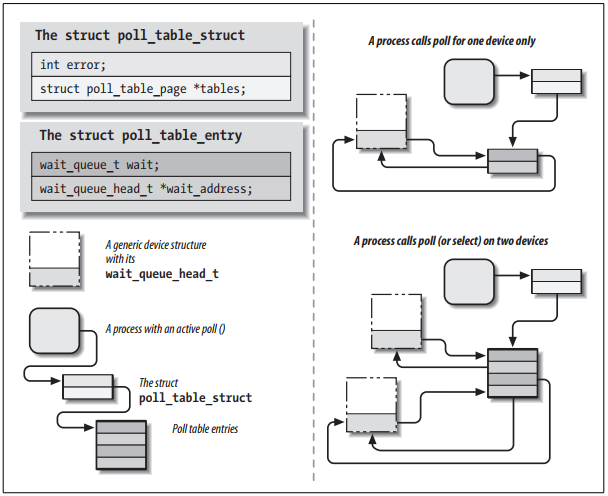 The struct poll_table_struct
int error;
struct poll_table_page *tables;
The struct poll_table_entry
wait_queue_t wait;
wait_queue_head_t *wait_address;
A generic device structure
with its
wait_queue_head_t
A process with an active poll ()
The struct
poll_table_struct
Poll table entries
A process calls poll for one device only
A process calls poll (or select) on two devices